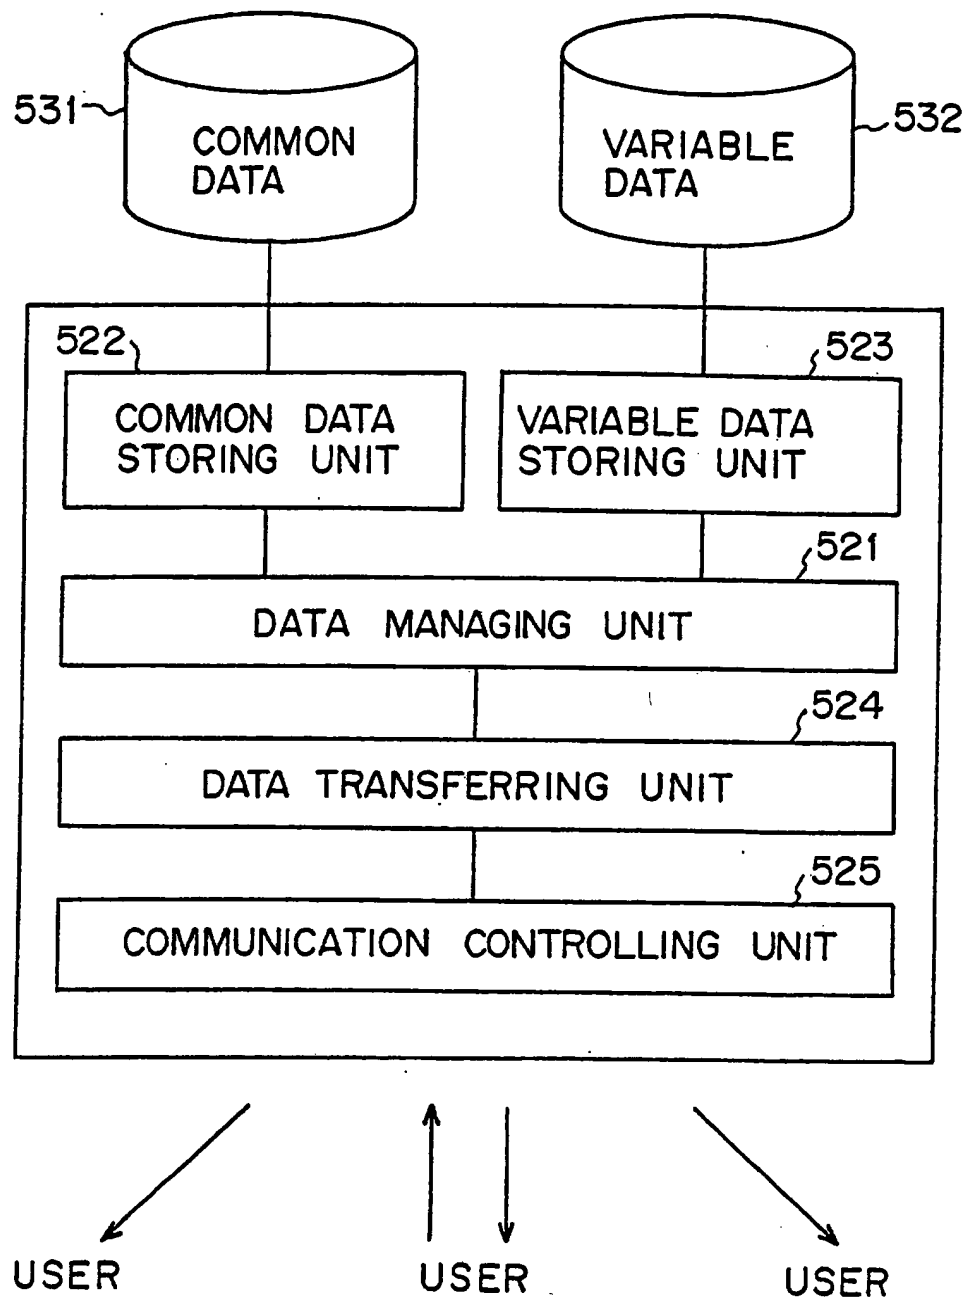 531
COMMON
DATA
VARIABLE
DATA
532
522
COMMON DATA
STORING UNIT
523
VARIABLE DATA
STORING UNIT
521
DATA MANAGING UNIT
524
DATA TRANSFERRING UNIT
525
COMMUNICATION CONTROLLING UNIT
USER
USER
USER